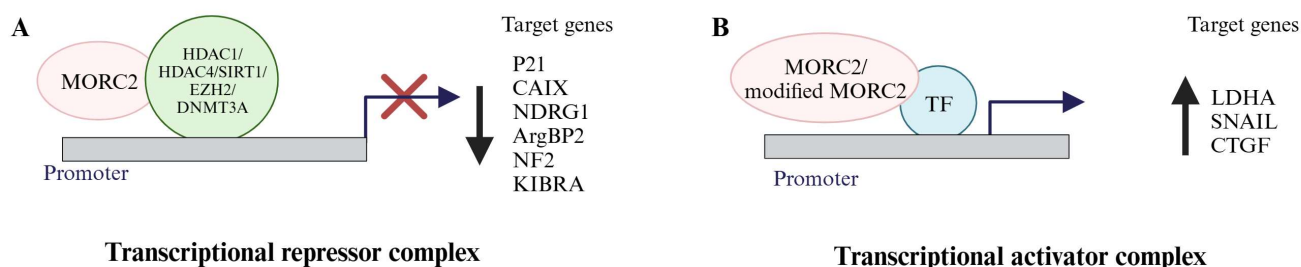 A
MORC2
HDAC1/
HDAC4/SIRT1/
EZH2/
DNMT3A
Promoter
Target genes
P21
CAIX
NDRG1
ArgBP2
NF2
KIBRA
Transcriptional repressor complex
B
MORC2/
modified MORC2
TF
Promoter
Target genes
LDHA
SNAIL
CTGF
Transcriptional activator complex